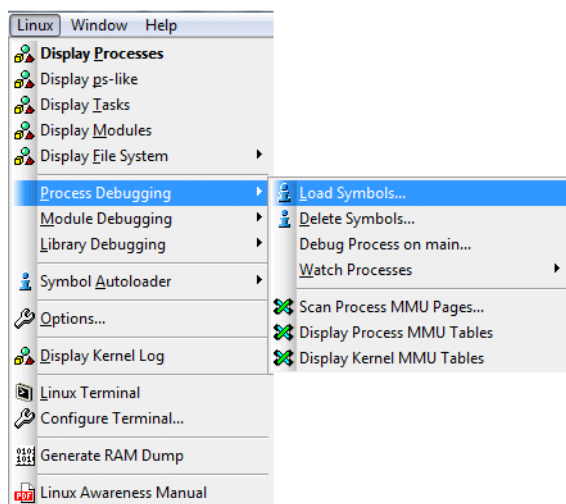 Linux Window Help
Display Processes
Display ps-like
Display Tasks
Display Modules
Display File System
Process Debugging
Module Debugging
Library Debugging
Symbol Autoloader
Options...
Display Kernel Log
Linux Terminal
Configure Terminal...
Generate RAM Dump
Linux Awareness Manual
Load Symbols...
Delete Symbols...
Debug Process on main...
Watch Processes
Scan Process MMU Pages...
Display Process MMU Tables
Display Kernel MMU Tables